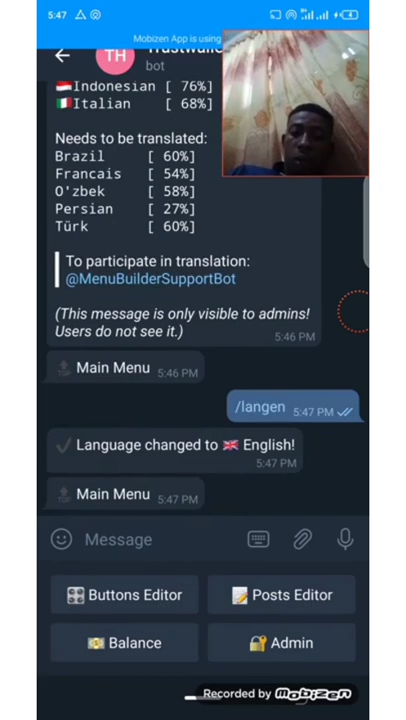 5:47
4
Mobizen App is using
TH
bot
Indonesian [ 76%]
Italian [ 68%]
Needs to be translated:
Brazil [ 60%]
Francais [ 54%]
O'zbek [ 58%]
Persian [ 27%]
Türk [ 60%]
To participate in translation:
@MenuBuilderSupportBot
(This message is only visible to admins!
Users do not see it.)
5:46 PM
TOP Main Menu 5:46 PM
/langen 5:47 PM
Language changed to 🇬🇧 English!
5:47 PM
TOP Main Menu 5:47 PM
Message
Buttons Editor
Posts Editor
Balance
Admin
Recorded by mobizen